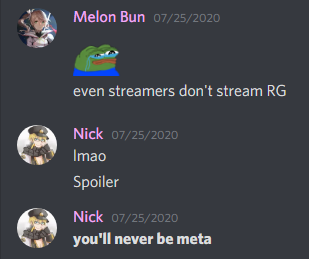 Melon Bun 07/25/2020
even streamers don't stream RG
Nick 07/25/2020
lmao
Spoiler
Nick 07/25/2020
you'll never be meta